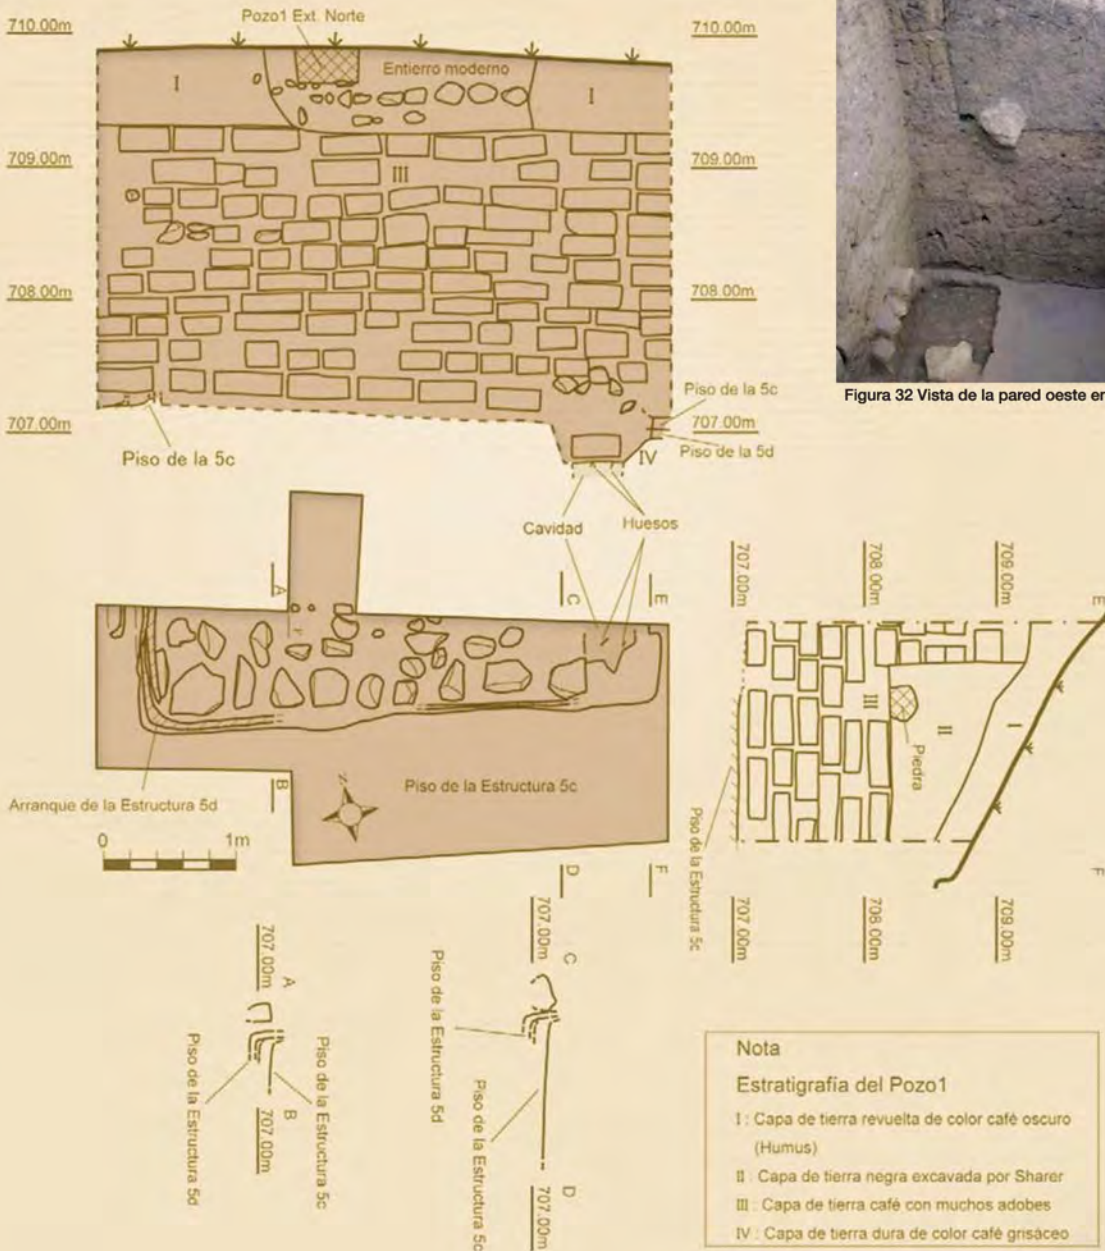 710.00m
Pozo1 Ext. Norte
710.00m
I
Entierro moderno
I
709.00m
III
709.00m
708.00m
708.00m
Figura 32 Vista de la pared oeste en
707.00m
Piso de la 5c
Piso de la 5c
707.00m
Piso de la 5d
IV
Cavidad
Huesos
A
C
E
707.00m
708.00m
709.00m
E
III
II
I
Piedra
Piso de la Estructura 5c
Piso de la Estructura 5c
N
Arranque de la Estructura 5d
B
D
F
0
1m
707.00m
708.00m
709.00m
F
707.00m
A
Piso de la Estructura 5d
Piso de la Estructura 5c
B
707.00m
707.00m
C
Piso de la Estructura 5d
Piso de la Estructura 5c
D
707.00m
Nota
Estratigrafía del Pozo1
I : Capa de tierra revuelta de color café oscuro
(Humus)
II : Capa de tierra negra excavada por Sharer
III : Capa de tierra café con muchos adobes
IV : Capa de tierra dura de color café grisáceo